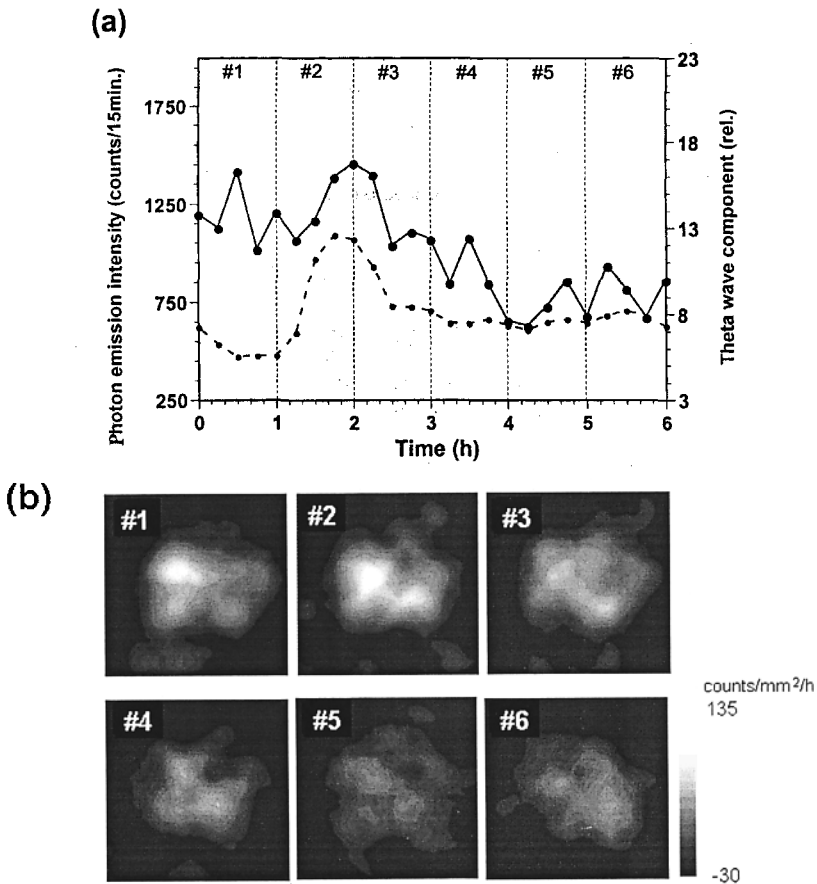 (a)
#1 #2 #3 #4 #5 #6
1750
1250
750
250
Photon emission intensity (counts/15min.)
23
18
13
8
3
Theta wave component (rel.)
0 1 2 3 4 5 6
Time (h)
(b)
#1 #2 #3
#4 #5 #6
counts/mm²/h
135
-30